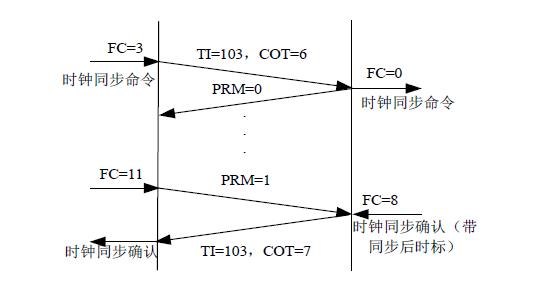 FC=3
TI=103，COT=6
FC=0
时钟同步命令
PRM=0
时钟同步命令
FC=11
PRM=1
FC=8
时钟同步确认（带
同步后时标）
时钟同步确认
TI=103，COT=7